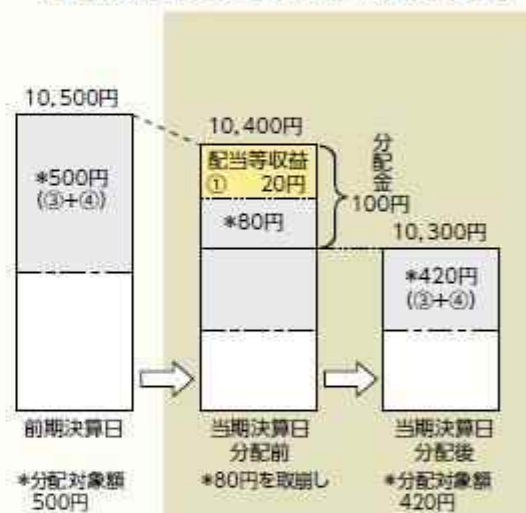 10,500円
*500円
(③+④)
前期決算日
*分配対象額
500円
10,400円
配当等収益
① 20円
*80円
分配金
100円
当期決算日
分配前
*80円を取崩し
10,300円
*420円
(③+④)
当期決算日
分配後
*分配対象額
420円